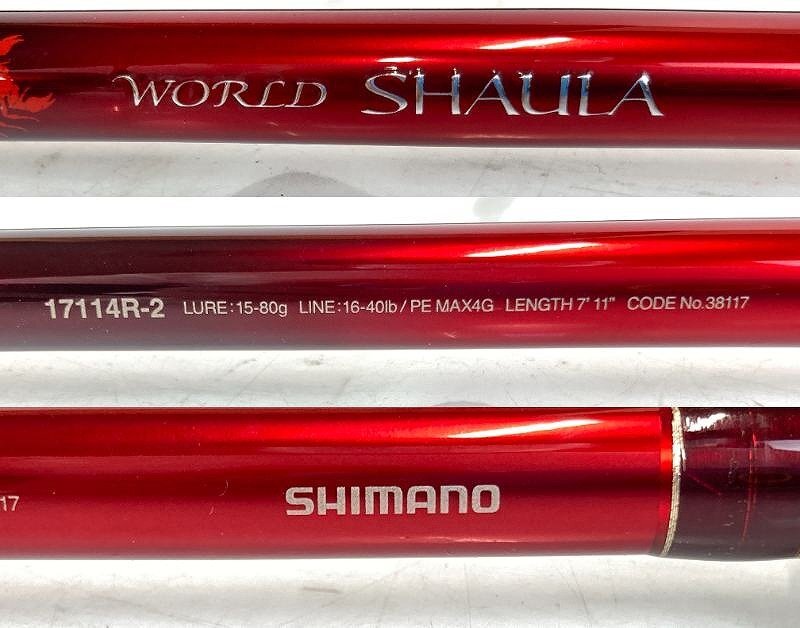 WORLD SHAULA
17114R-2 LURE:15-80g LINE:16-40lb/PE MAX4G LENGTH 7' 11" CODE No.38117
17 SHIMANO